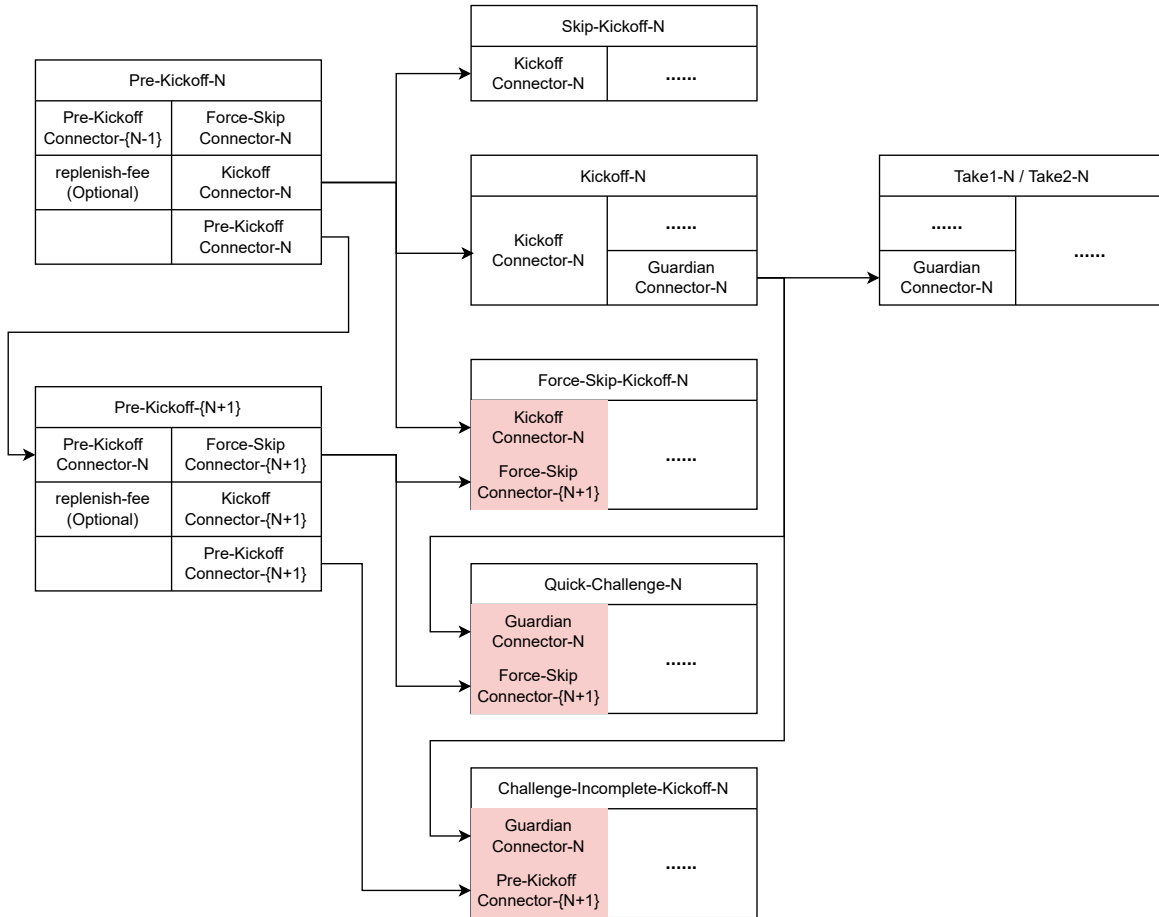 Skip-Kickoff-N
Kickoff
Connector-N
......
Pre-Kickoff-N
Pre-Kickoff
Connector-{N-1}
Force-Skip
Connector-N
replenish-fee
(Optional)
Kickoff
Connector-N
Pre-Kickoff
Connector-N
Kickoff-N
Kickoff
Connector-N
......
Guardian
Connector-N
Take1-N / Take2-N
......
Guardian
Connector-N
......
Force-Skip-Kickoff-N
Kickoff
Connector-N
Force-Skip
Connector-{N+1}
......
Pre-Kickoff-{N+1}
Pre-Kickoff
Connector-N
Force-Skip
Connector-{N+1}
replenish-fee
(Optional)
Kickoff
Connector-{N+1}
Pre-Kickoff
Connector-{N+1}
Quick-Challenge-N
Guardian
Connector-N
Force-Skip
Connector-{N+1}
......
Challenge-Incomplete-Kickoff-N
Guardian
Connector-N
Pre-Kickoff
Connector-{N+1}
......